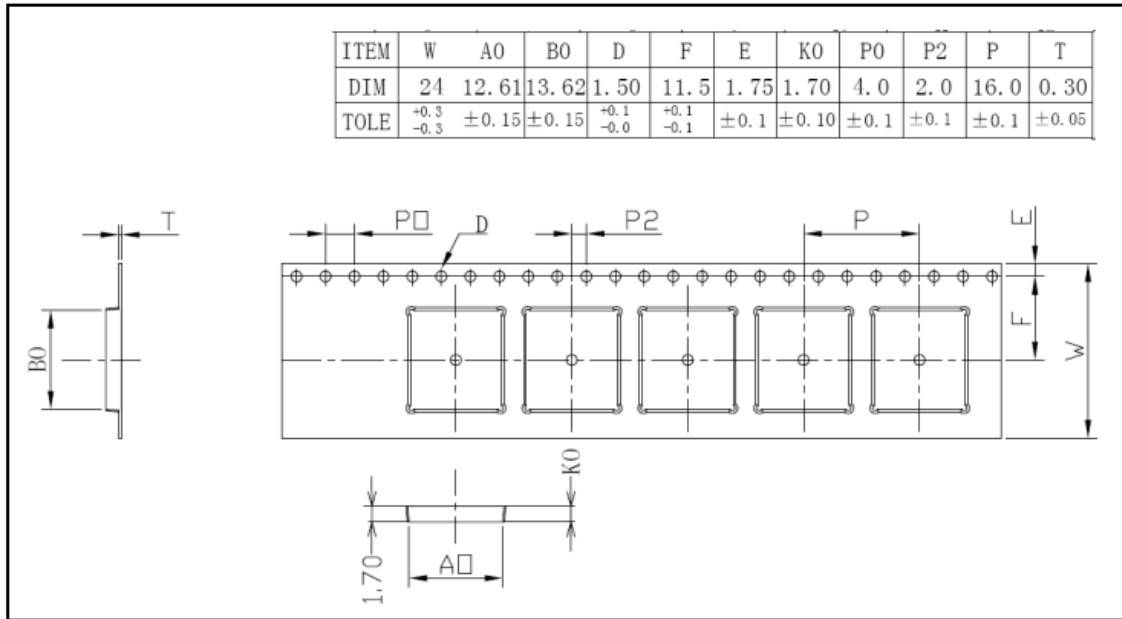 ITEM W A0 B0 D F E K0 P0 P2 P T
DIM 24 12.61 13.62 1.50 11.5 1.75 1.70 4.0 2.0 16.0 0.30
TOLE +0.3 -0.3 ±0.15 ±0.15 +0.1 -0.0 +0.1 -0.1 ±0.1 ±0.10 ±0.1 ±0.1 ±0.1 ±0.05
T
P0
D
P2
P
E
F
W
B0
K0
1.70
A0